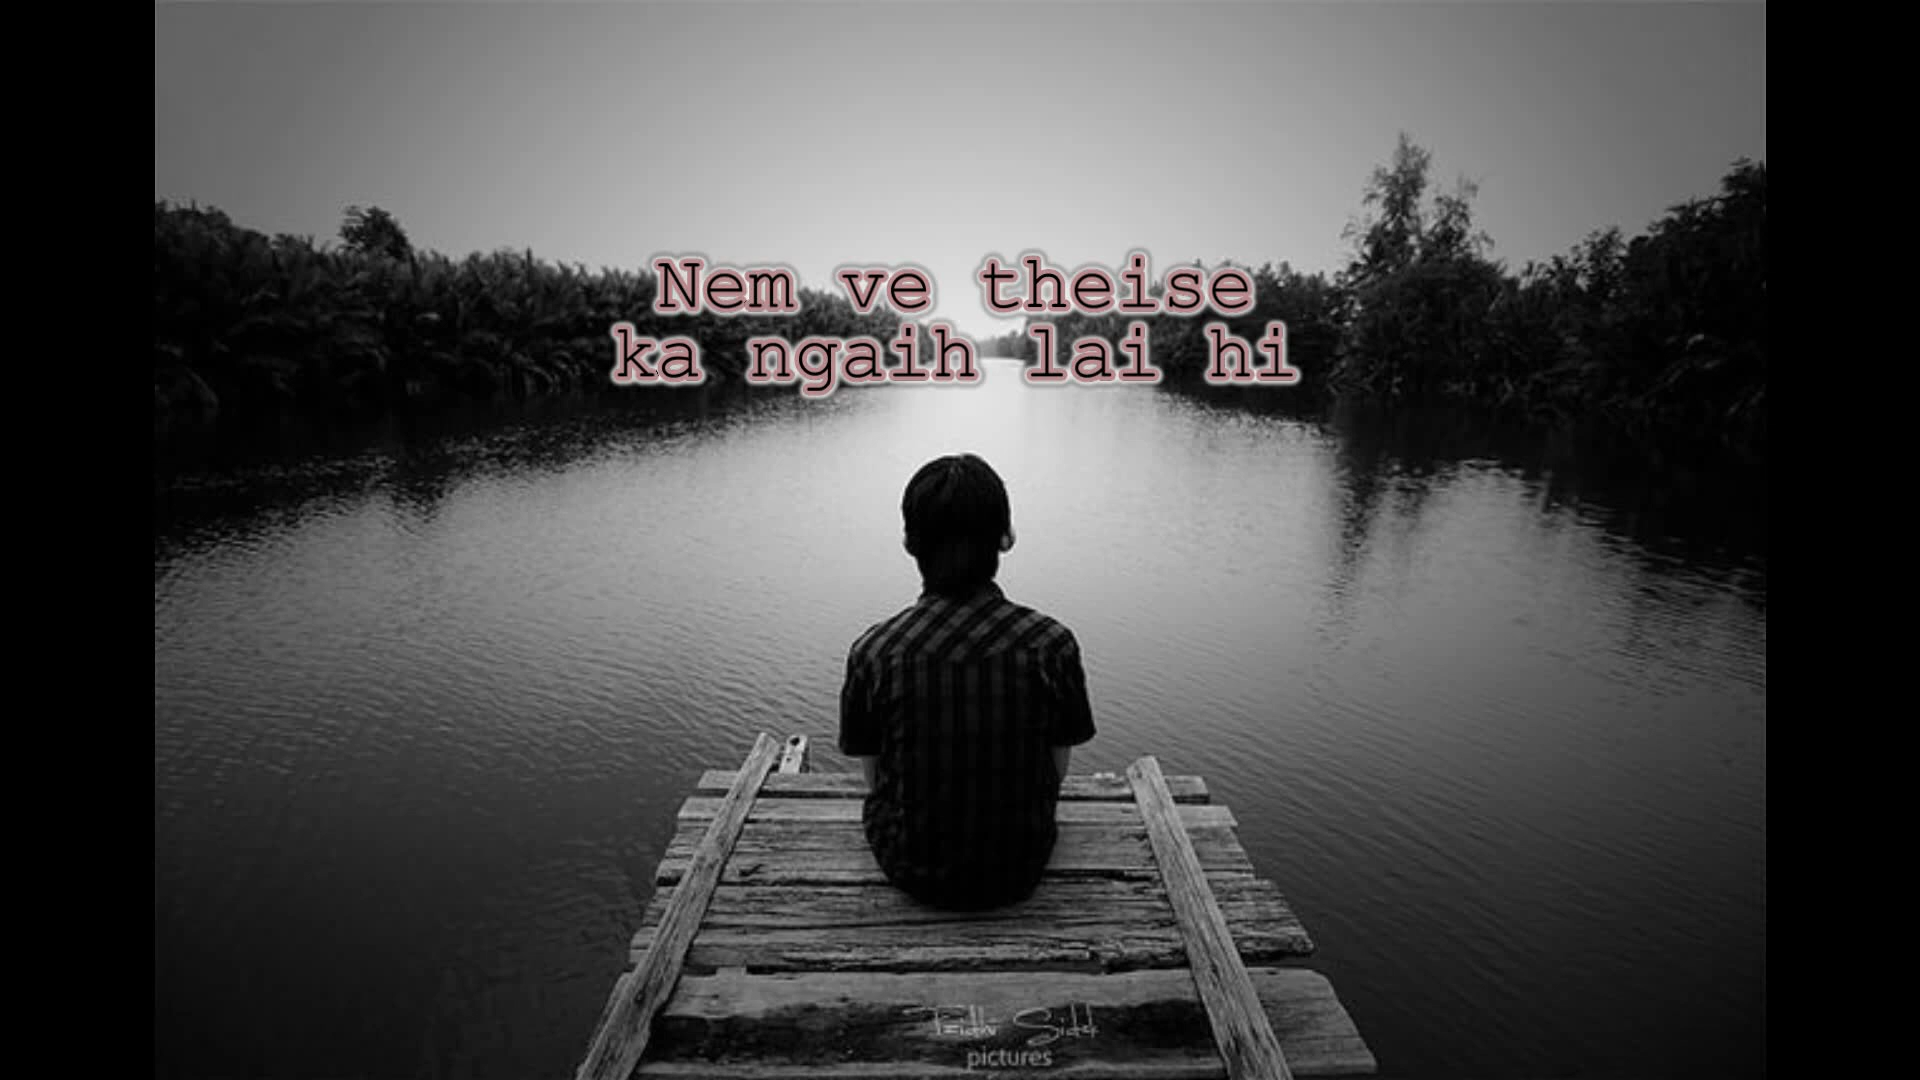 Nem ve theise
ka ngaih lai hi
pictures